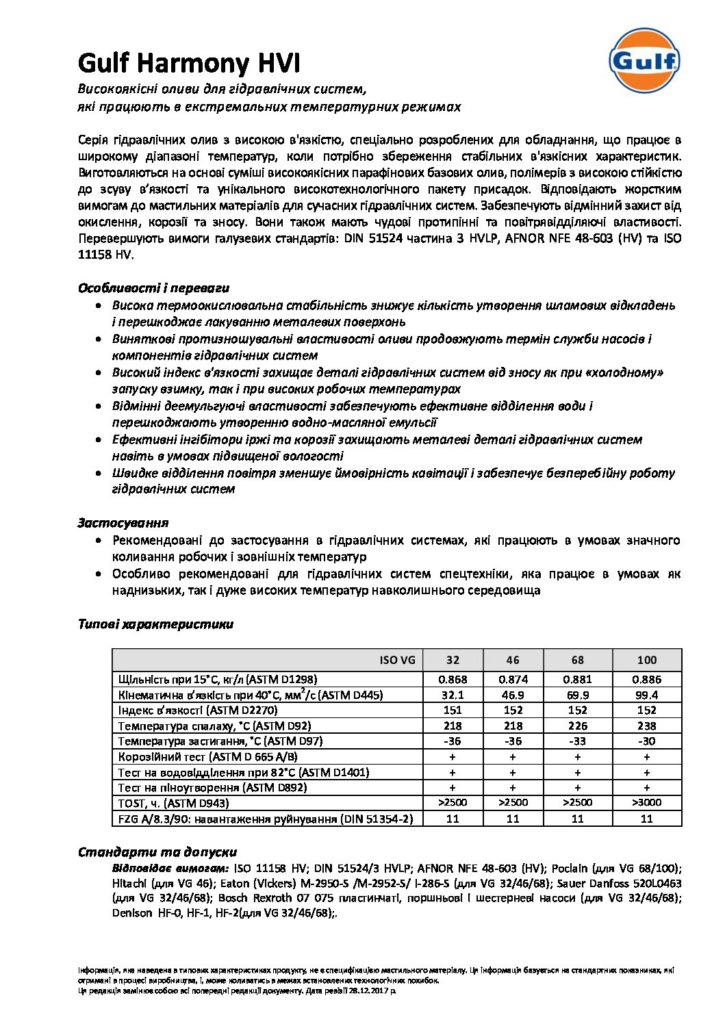 Gulf Harmony HVI
Gulf
Високоякісні оливи для гідравлічних систем,
які працюють в екстремальних температурних режимах
Серія гідравлічних олив з високою в'язкістю, спеціально розроблених для обладнання, що працює в
широкому діапазоні температур, коли потрібно збереження стабільних в'язкісних характеристик.
Виготовляються на основі суміші високоякісних парафінових базових олив, полімерів з високою стійкістю
до зсуву в’язкості та унікального високотехнологічного пакету присадок. Відповідають жорстким
вимогам до мастильних матеріалів для сучасних гідравлічних систем. Забезпечують відмінний захист від
окислення, корозії та зносу. Вони також мають чудові протипінні та повітрявідділяючі властивості.
Перевершують вимоги галузевих стандартів: DIN 51524 частина 3 HVLP, AFNOR NFE 48-603 (HV) та ISO
11158 HV.
Особливості і переваги
• Висока термоокислювальна стабільність знижує кількість утворення шламових відкладень
і перешкоджає лакуванню металевих поверхонь
• Виняткові протизношувальні властивості оливи продовжують термін служби насосів і
компонентів гідравлічних систем
• Високий індекс в’язкості захищає деталі гідравлічних систем від зносу як при «холодному»
запуску взимку, так і при високих робочих температурах
• Відмінні деемульгуючі властивості забезпечують ефективне відділення води і
перешкоджають утворенню водно-масляної емульсії
• Ефективні інгібітори іржі та корозії захищають металеві деталі гідравлічних систем
навіть в умовах підвищеної вологості
• Швидке відділення повітря зменшує ймовірність кавітації і забезпечує безперебійну роботу
гідравлічних систем
Застосування
• Рекомендовані до застосування в гідравлічних системах, які працюють в умовах значного
коливання робочих і зовнішніх температур
• Особливо рекомендовані для гідравлічних систем спецтехніки, яка працює в умовах як
наднизьких, так і дуже високих температур навколишнього середовища
Типові характеристики
ISO VG 32 46 68 100
Щільність при 15°C, кг/л (ASTM D1298) 0.868 0.874 0.881 0.886
Кінематична в’язкість при 40°C, мм²/с (ASTM D445) 32.1 46.9 69.9 99.4
Індекс в’язкості (ASTM D2270) 151 152 152 152
Температура спалаху, °C (ASTM D92) 218 218 226 238
Температура застигання, °C (ASTM D97) -36 -36 -33 -30
Корозійний тест (ASTM D 665 A/B) + + + +
Тест на водовідділення при 82°C (ASTM D1401) + + + +
Тест на піноутворення (ASTM D892) + + + +
TOST, ч. (ASTM D943) >2500 >2500 >2500 >3000
FZG A/8.3/90: навантаження руйнування (DIN 51354-2) 11 11 11 11
Стандарти та допуски
Відповідає вимогам: ISO 11158 HV; DIN 51524/3 HVLP; AFNOR NFE 48-603 (HV); Poclain (для VG 68/100);
Hitachi (для VG 46); Eaton (Vickers) M-2950-S /M-2952-S/ I-286-S (для VG 32/46/68); Sauer Danfoss 520L0463
(для VG 32/46/68); Bosch Rexroth 07 075 пластинчаті, поршньові і шестерневі насоси (для VG 32/46/68);
Denison HF-0, HF-1, HF-2(для VG 32/46/68);.
Інформація, яка наведена в типових характеристиках продукту, не є специфікацією мастильного матеріалу. Ця інформація базується на стандартних показниках, які
отримані в процесі виробництва, і, може коливатись в межах встановлених технологічних похибок.
Ця редакція замінює собою всі попередні редакції документу. Дата ревізії 28.12.2017 р.